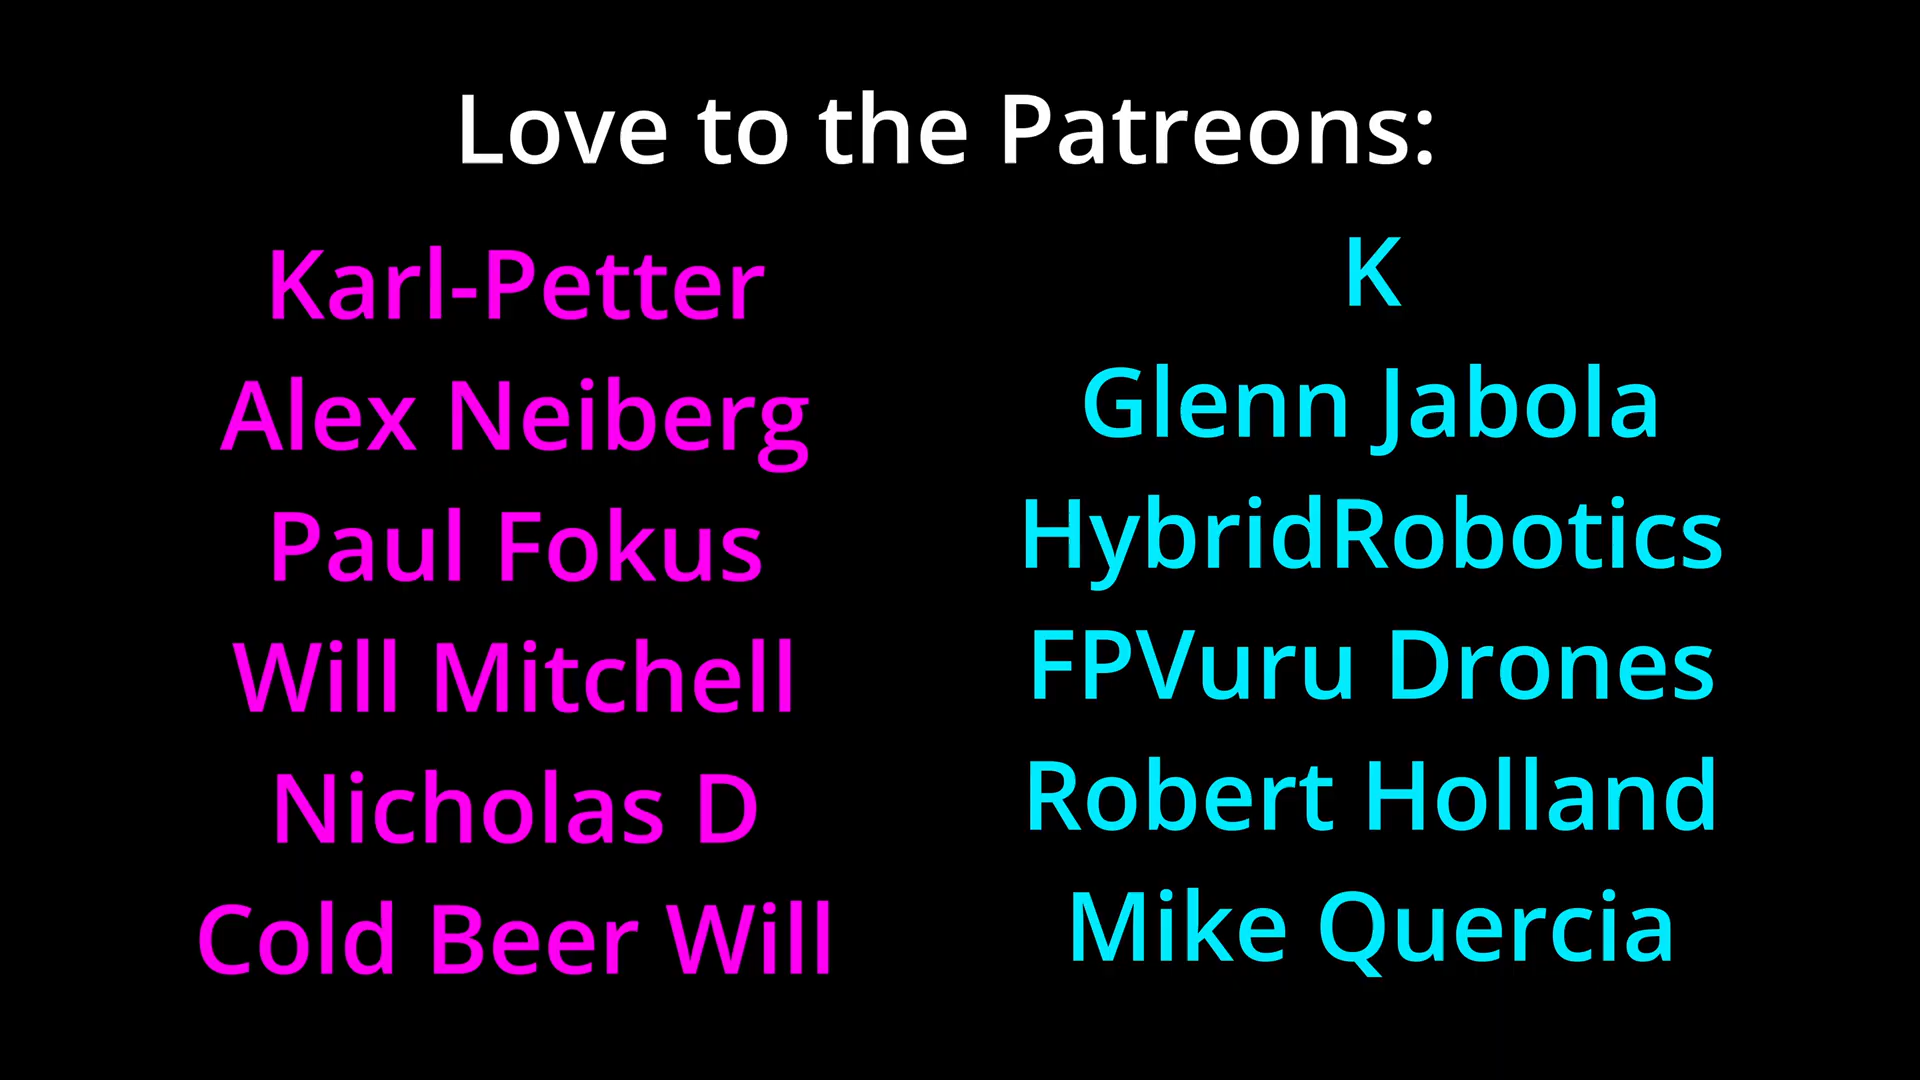 Love to the Patreons:
Karl-Petter
Alex Neiberg
Paul Fokus
Will Mitchell
Nicholas D
Cold Beer Will
K
Glenn Jabola
HybridRobotics
FPVuru Drones
Robert Holland
Mike Quercia